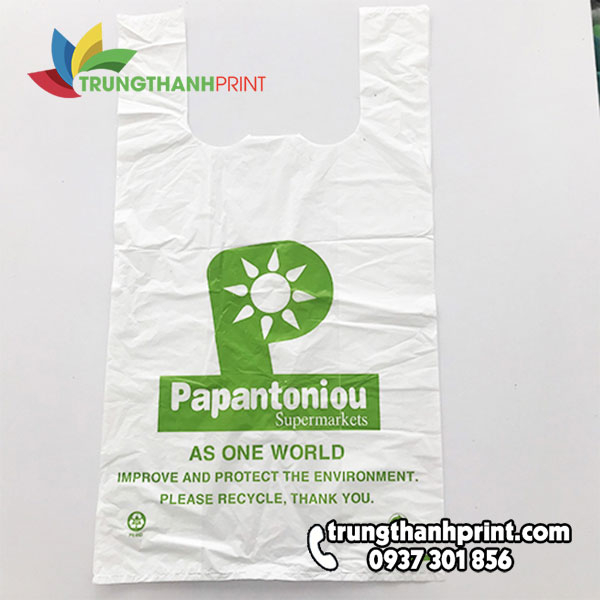 TRUNGTHANHPRINT
Papantoniou
Supermarkets
AS ONE WORLD
IMPROVE AND PROTECT THE ENVIRONMENT.
PLEASE RECYCLE, THANK YOU.
trungthanhprint.com
0937 301 856